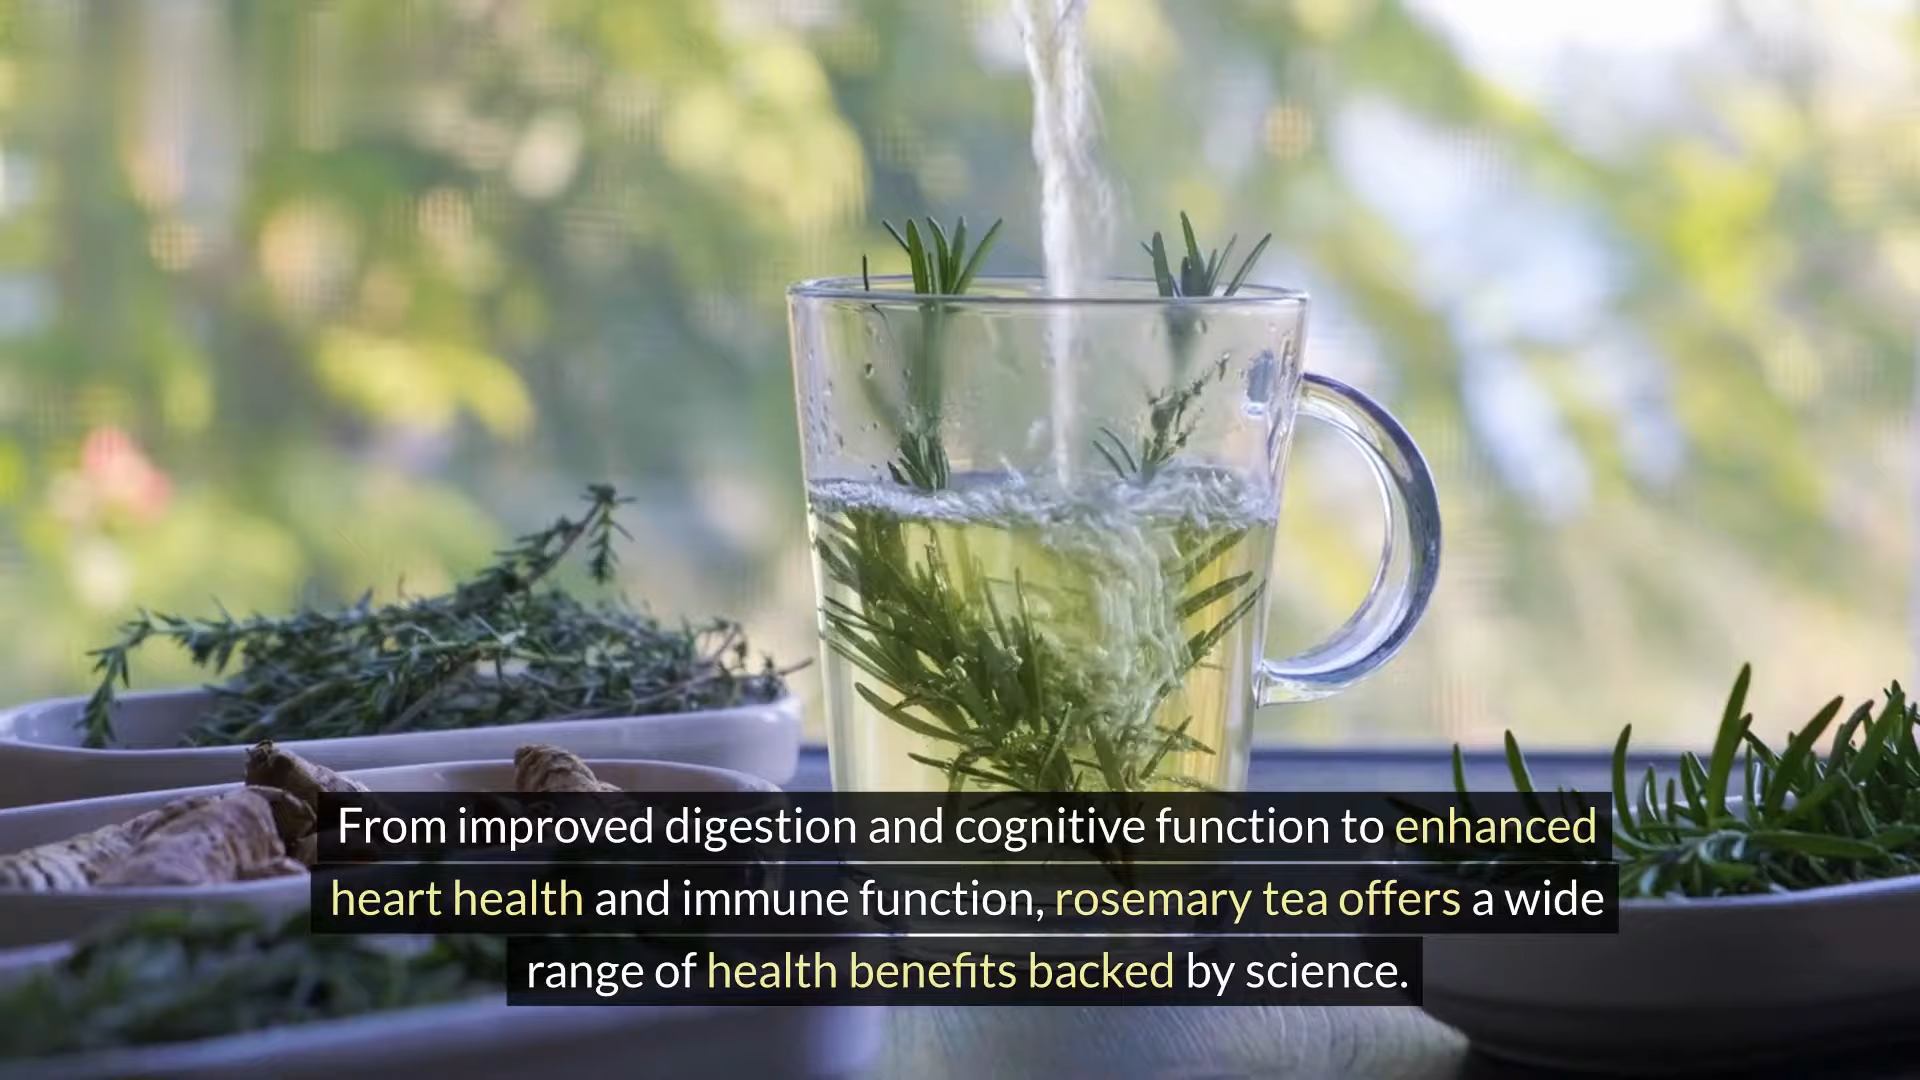 From improved digestion and cognitive function to enhanced
heart health and immune function, rosemary tea offers a wide
range of health benefits backed by science.